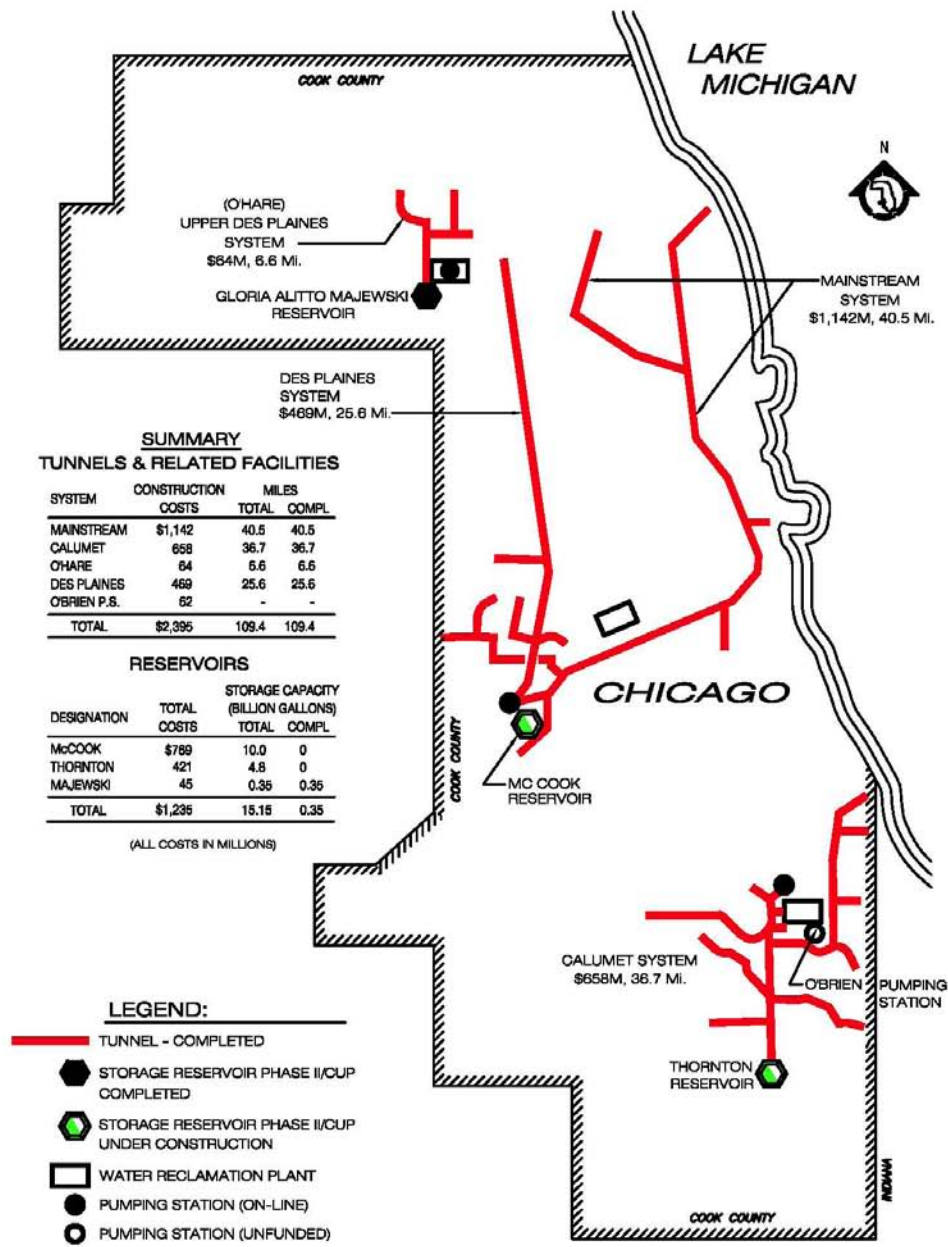 LAKE
MICHIGAN
COOK COUNTY
N
(O'HARE)
UPPER DES PLAINES
SYSTEM
$64M, 6.6 Mi.
GLORIA ALITTO MAJEWSKI
RESERVOIR
MAINSTREAM
SYSTEM
$1,142M, 40.5 Mi.
DES PLAINES
SYSTEM
$469M, 25.6 Mi.
SUMMARY
TUNNELS & RELATED FACILITIES
SYSTEM CONSTRUCTION COSTS MILES TOTAL COMPL
MAINSTREAM $1,142 40.5 40.5
CALUMET 658 36.7 36.7
O'HARE 64 6.6 6.6
DES PLAINES 469 25.6 25.6
O'BRIEN P.S. 62 - -
TOTAL $2,395 109.4 109.4
RESERVOIRS
DESIGNATION TOTAL COSTS STORAGE CAPACITY (BILLION GALLONS) TOTAL COMPL
McCOOK $769 10.0 0
THORNTON 421 4.8 0
MAJEWSKI 45 0.35 0.35
TOTAL $1,235 15.15 0.35
(ALL COSTS IN MILLIONS)
CHICAGO
COOK COUNTY
MC COOK
RESERVOIR
CALUMET SYSTEM
$658M, 36.7 Mi.
O'BRIEN PUMPING
STATION
THORNTON
RESERVOIR
INDIANA
COOK COUNTY
LEGEND:
TUNNEL - COMPLETED
STORAGE RESERVOIR PHASE II/CUP
COMPLETED
STORAGE RESERVOIR PHASE II/CUP
UNDER CONSTRUCTION
WATER RECLAMATION PLANT
PUMPING STATION (ON-LINE)
PUMPING STATION (UNFUNDED)